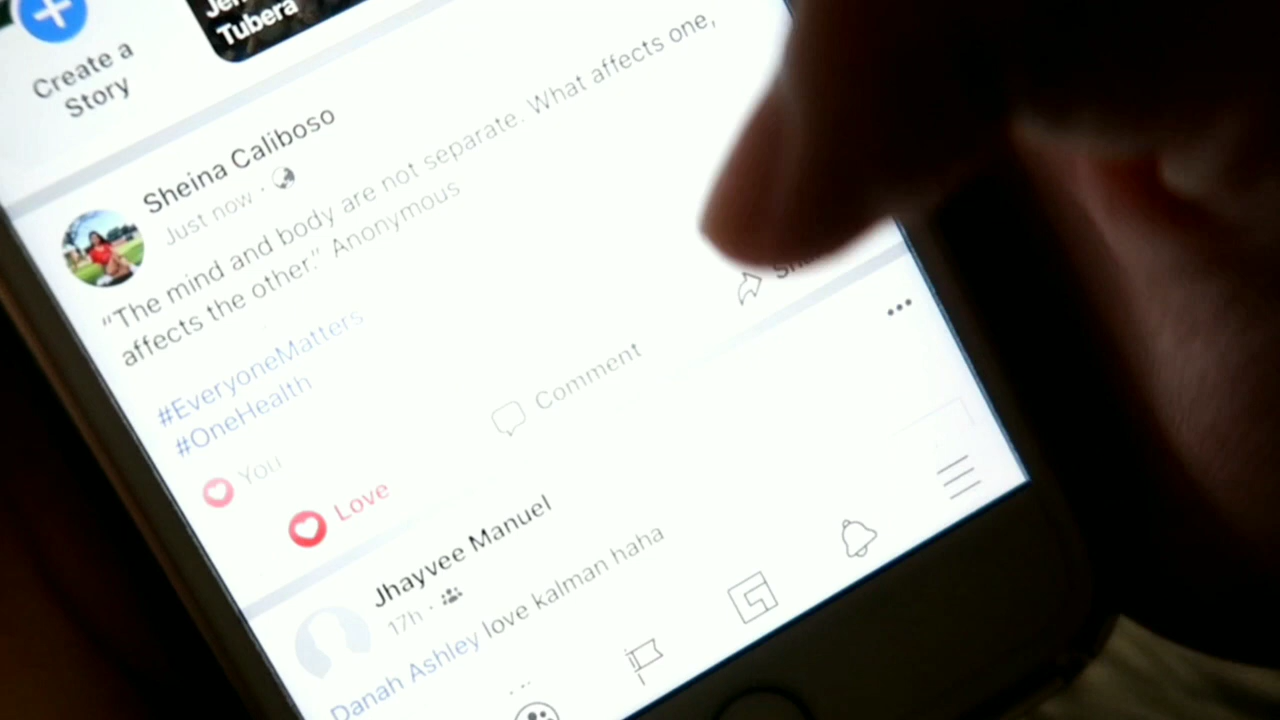 Tubera
Create a
Story
Sheina Caliboso
Just now ·
“The mind and body are not separate. What affects one,
affects the other.” Anonymous
#EveryoneMatters
#OneHealth
You
Love
Comment
Jhayvee Manuel
17h ·
Danah Ashley love kalman haha